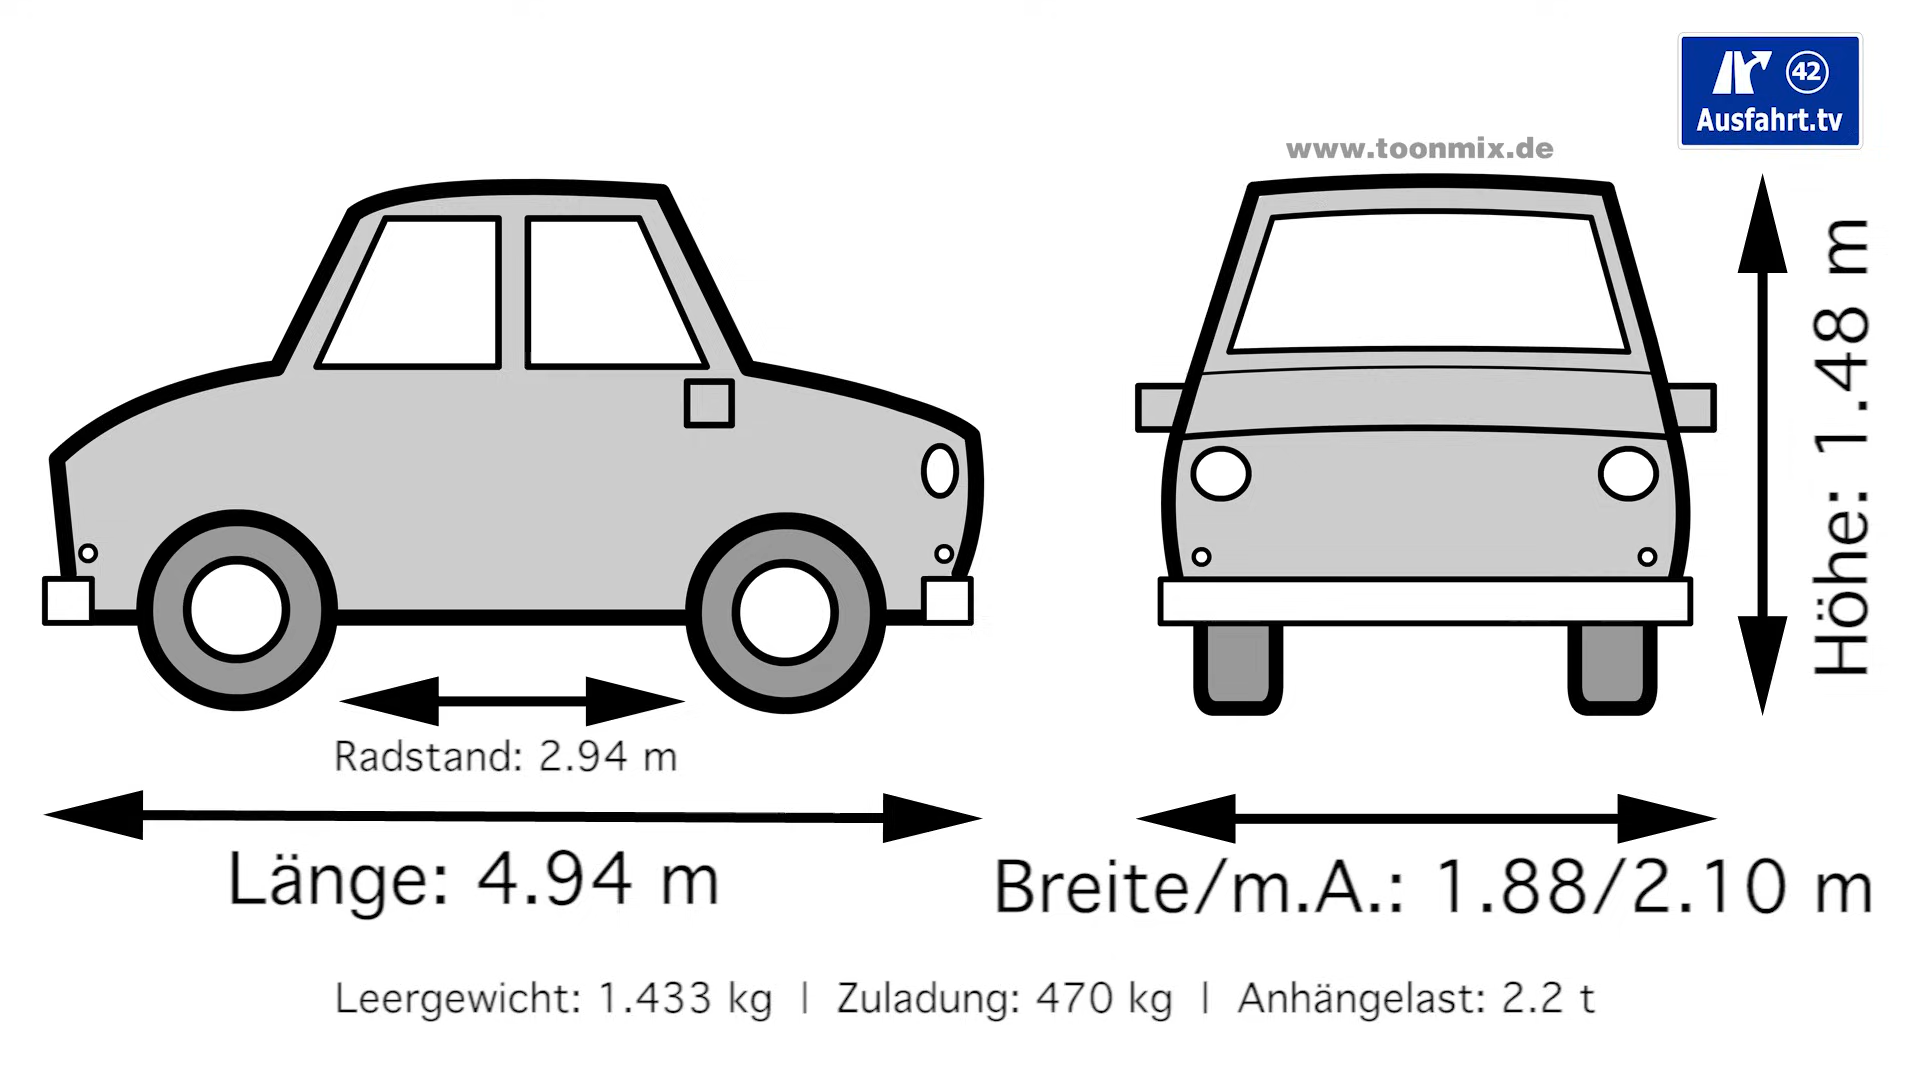 42
Ausfahrt.tv
www.toonmix.de
Höhe: 1.48 m
Radstand: 2.94 m
Länge: 4.94 m
Breite/m.A.: 1.88/2.10 m
Leergewicht: 1.433 kg | Zuladung: 470 kg | Anhängelast: 2.2 t